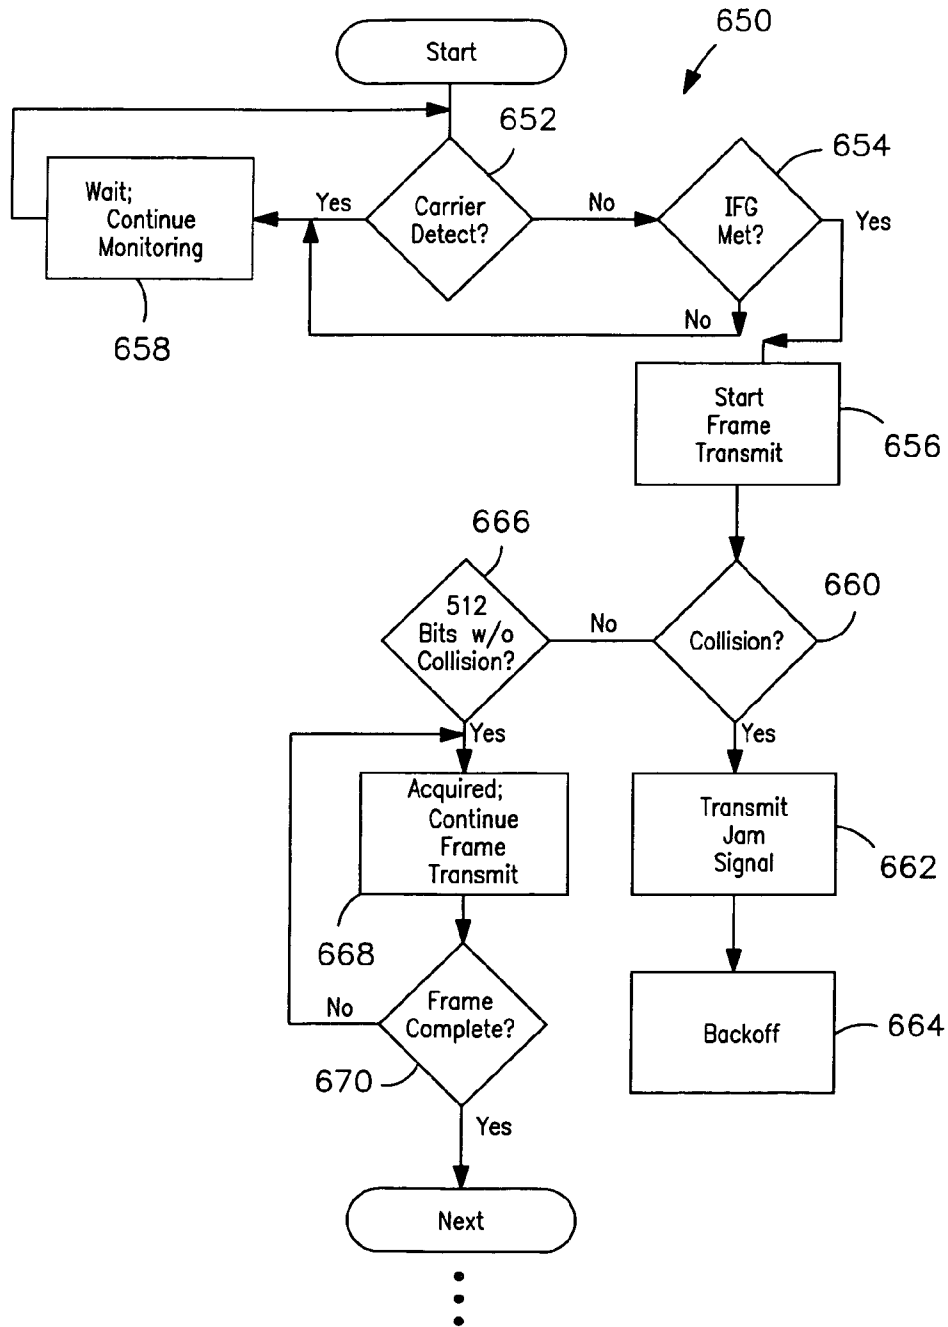 650
Start
652
654
Wait;
Continue
Monitoring
Yes
Carrier
Detect?
No
IFG
Met?
Yes
No
658
Start
Frame
Transmit
656
666
660
512
Bits w/o
Collision?
No
Collision?
Yes
Yes
Acquired;
Continue
Frame
Transmit
Transmit
Jam
Signal
662
668
No
Frame
Complete?
Backoff
664
670
Yes
Next